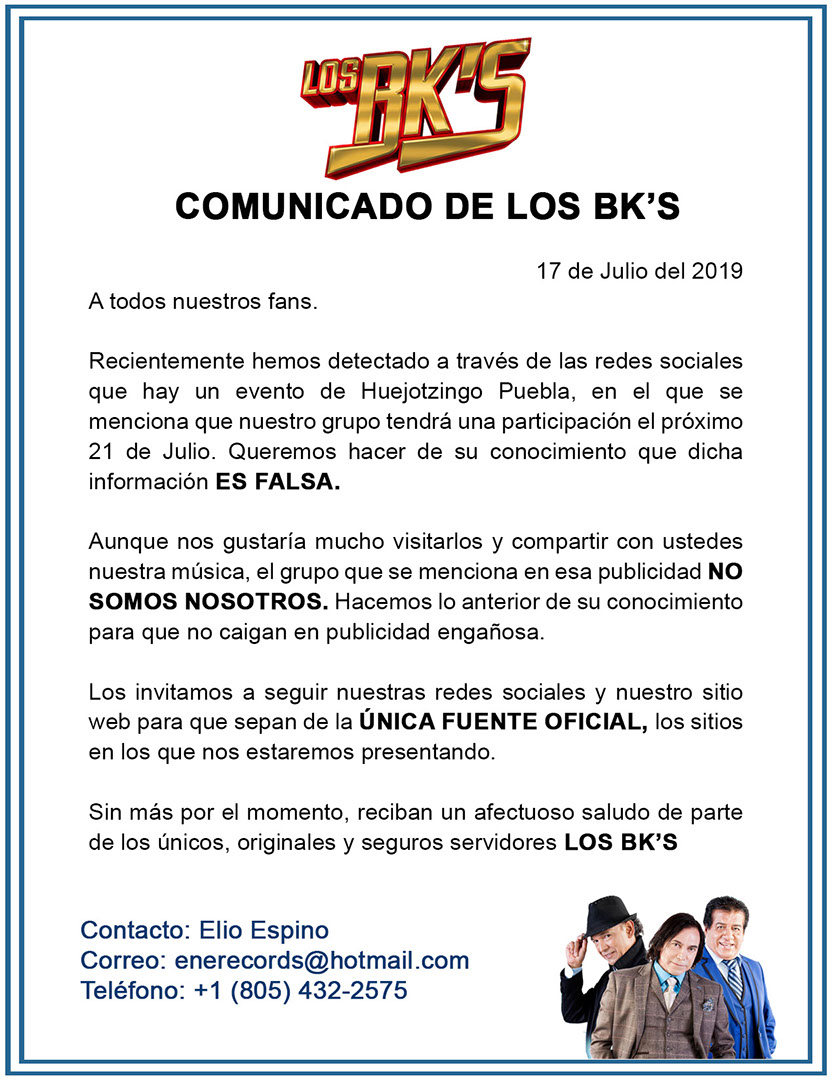 LOS BK'S
COMUNICADO DE LOS BK’S
17 de Julio del 2019
A todos nuestros fans.
Recientemente hemos detectado a través de las redes sociales
que hay un evento de Huejotzingo Puebla, en el que se
menciona que nuestro grupo tendrá una participación el próximo
21 de Julio. Queremos hacer de su conocimiento que dicha
información ES FALSA.
Aunque nos gustaría mucho visitarlos y compartir con ustedes
nuestra música, el grupo que se menciona en esa publicidad NO
SOMOS NOSOTROS. Hacemos lo anterior de su conocimiento
para que no caigan en publicidad engañosa.
Los invitamos a seguir nuestras redes sociales y nuestro sitio
web para que sepan de la ÚNICA FUENTE OFICIAL, los sitios
en los que nos estaremos presentando.
Sin más por el momento, reciban un afectuoso saludo de parte
de los únicos, originales y seguros servidores LOS BK’S
Contacto: Elio Espino
Correo: enerecords@hotmail.com
Teléfono: +1 (805) 432-2575